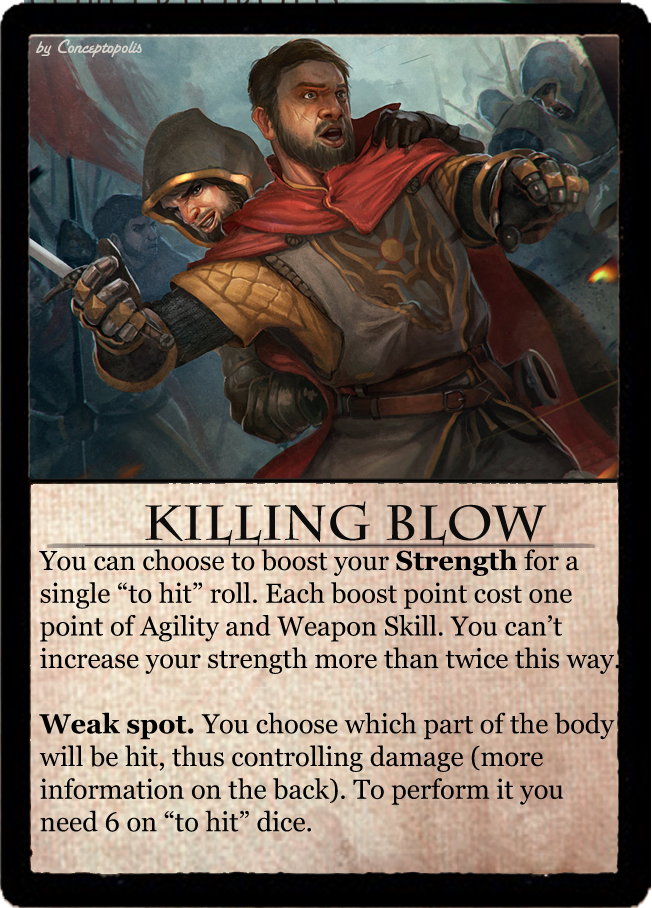 by Conceptopolis
KILLING BLOW
You can choose to boost your Strength for a
single “to hit” roll. Each boost point cost one
point of Agility and Weapon Skill. You can’t
increase your strength more than twice this way.
Weak spot. You choose which part of the body
will be hit, thus controlling damage (more
information on the back). To perform it you
need 6 on “to hit” dice.